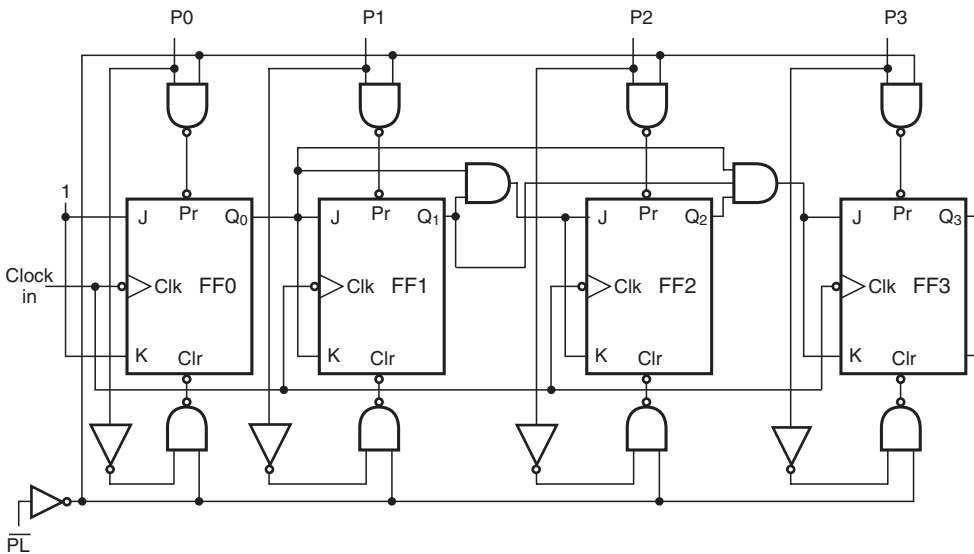 P0 P1 P2 P3
1
J Pr Q₀ J Pr Q₁ J Pr Q₂ J Pr Q₃
Clock
in
Clk FF0 Clk FF1 Clk FF2 Clk FF3
K Clr K Clr K Clr K Clr
P̅L̅